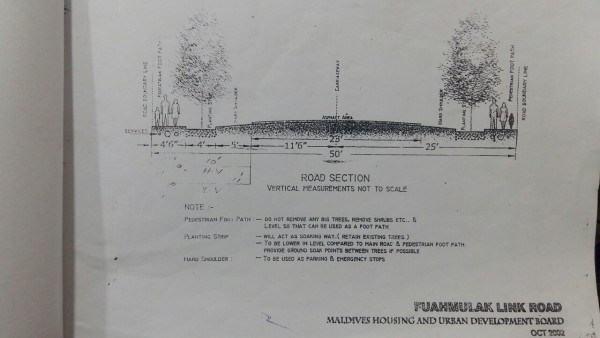 ROAD BOUNDARY LINE
PEDESTRIAN FOOT PATH
PLANTING STRIP
HARD SHOULDER
CARRIAGEWAY
ASPHALT AREA
HARD SHOULDER
PLANTING STRIP
PEDESTRIAN FOOT PATH
ROAD BOUNDARY LINE
SERVICES
23'
4'6" 4' 5' 11'6" 25'
50'
10'
H-V
ROAD SECTION
VERTICAL MEASUREMENTS NOT TO SCALE
NOTE :-
PEDESTRIAN FOOT PATH : - DO NOT REMOVE ANY BIG TREES, REMOVE SHRUBS ETC.. &
LEVEL SO THAT CAN BE USED AS A FOOT PATH
PLANTING STRIP - WILL ACT AS SOAKING WAY.( RETAIN EXISTING TREES.)
- TO BE LOWER IN LEVEL COMPARED TO MAIN ROAD & PEDESTRIAN FOOT PATH.
PROVIDE GROUND SOAK POINTS BETWEEN TREES IF POSSIBLE
HARD SHOULDER : - TO BE USED AS PARKING & EMERGENCY STOPS
FUAHMULAK LINK ROAD
MALDIVES HOUSING AND URBAN DEVELOPMENT BOARD
OCT 2002